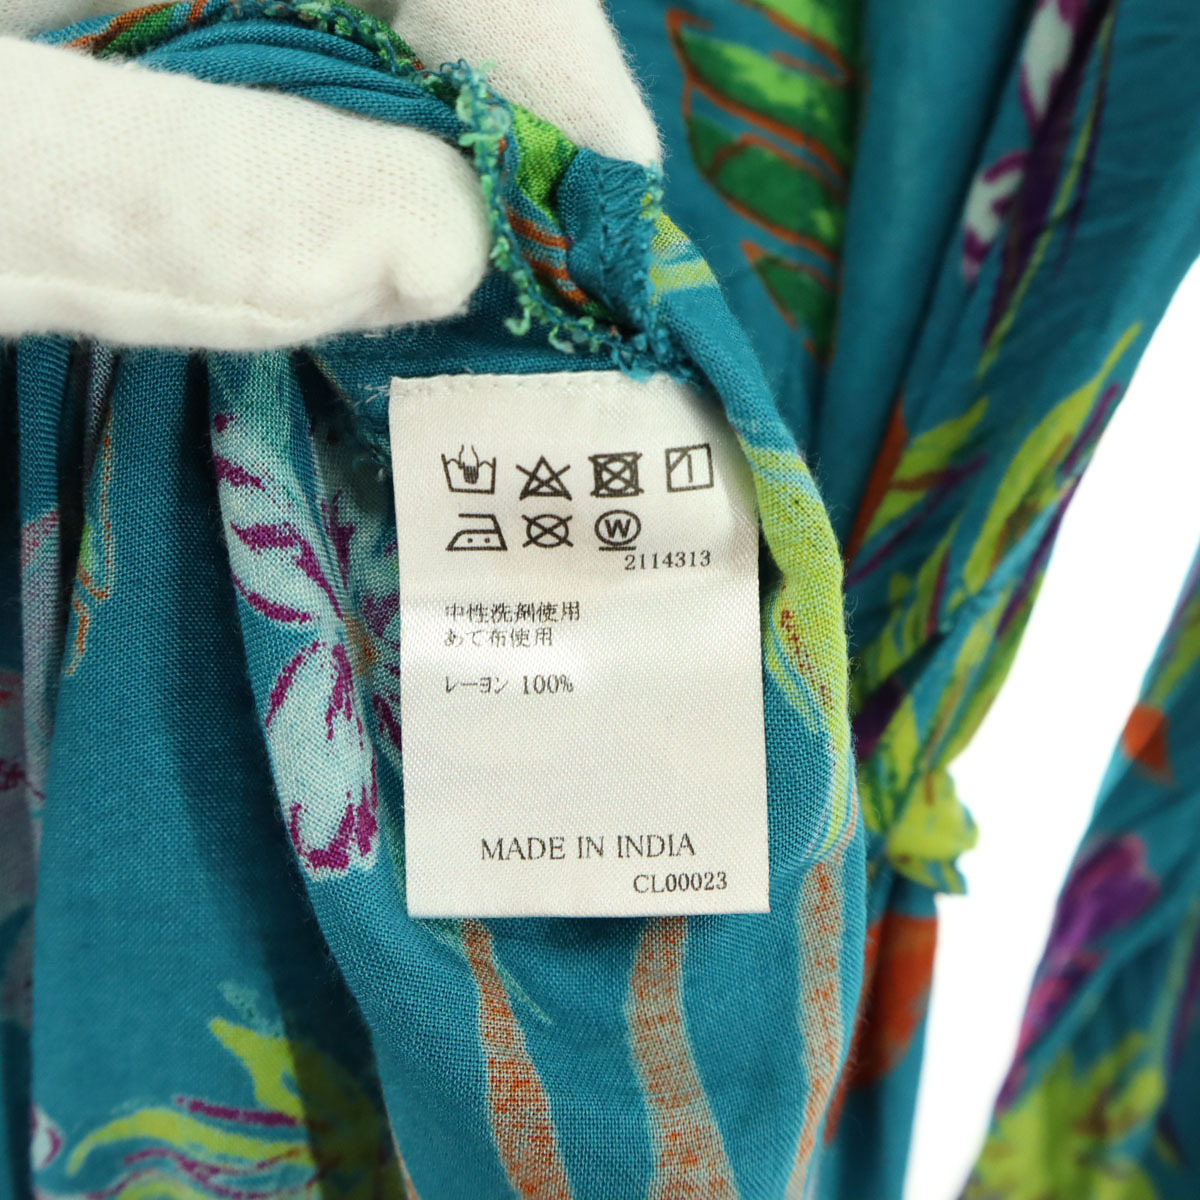 W
2114313
中性洗剤使用
あて布使用
レーヨン 100%
MADE IN INDIA
CL00023